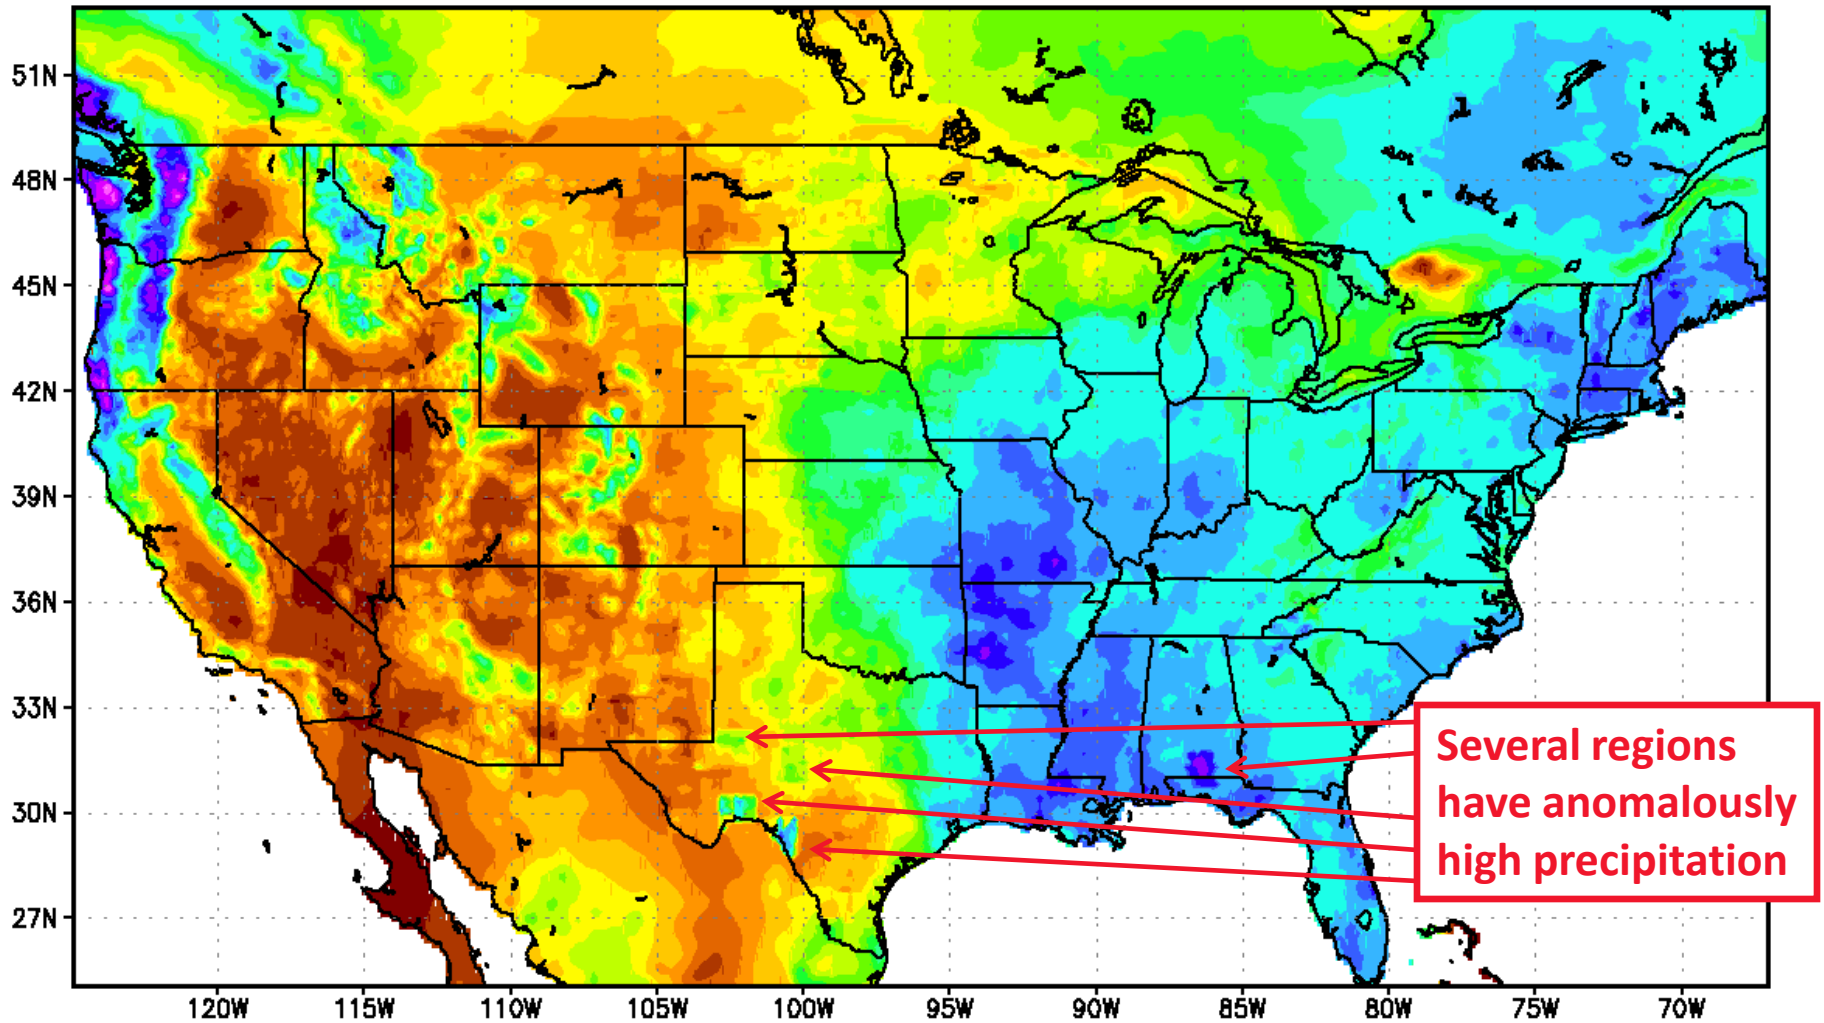 51N
48N
45N
42N
39N
36N
33N
30N
27N
120W 115W 110W 105W 100W 95W 90W 85W 80W 75W 70W
Several regions
have anomalously
high precipitation